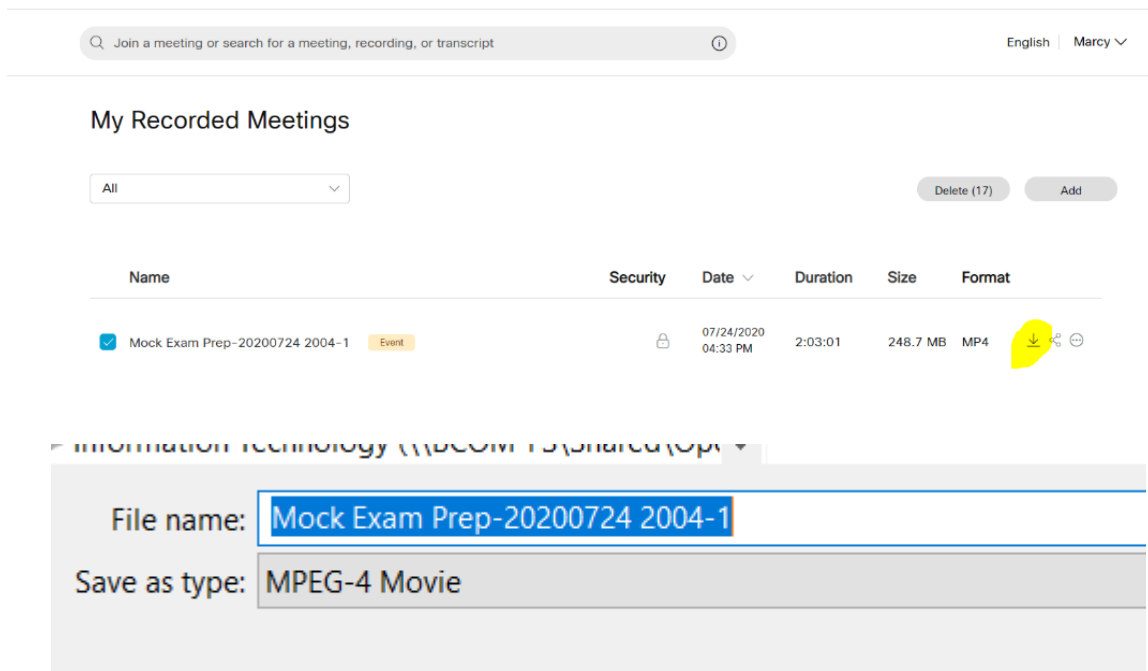 Join a meeting or search for a meeting, recording, or transcript
English Marcy
My Recorded Meetings
All
Delete (17) Add
Name Security Date Duration Size Format
Mock Exam Prep-20200724 2004-1 Event 07/24/2020 2:03:01 248.7 MB MP4
04:33 PM
Information Technology
File name: Mock Exam Prep-20200724 2004-1
Save as type: MPEG-4 Movie